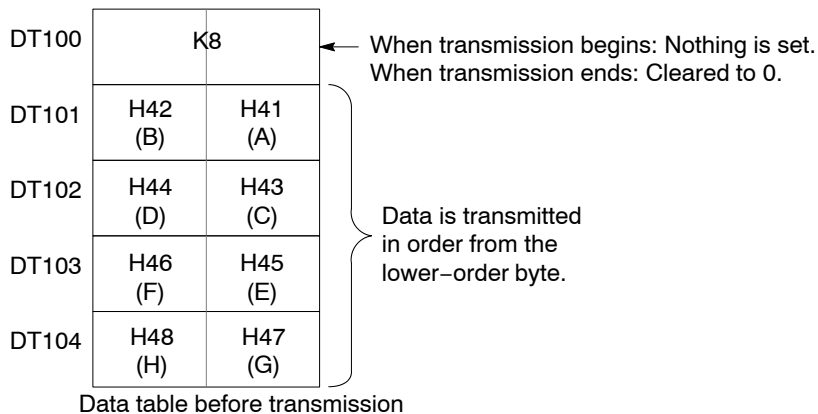 DT100 K8 When transmission begins: Nothing is set.
When transmission ends: Cleared to 0.
DT101 H42 H41
(B) (A)
DT102 H44 H43
(D) (C)
Data is transmitted
in order from the
lower−order byte.
DT103 H46 H45
(F) (E)
DT104 H48 H47
(H) (G)
Data table before transmission